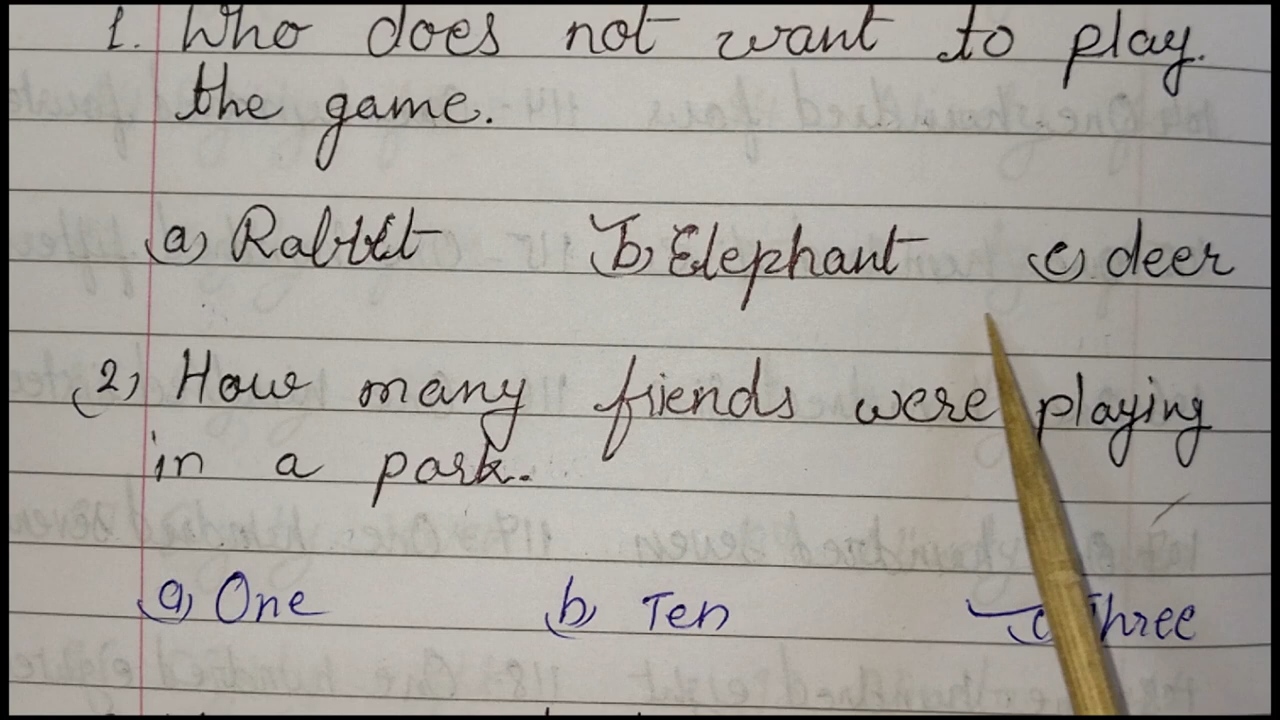 1. Who does not want to play.
the game.
(a) Rabbit b) Elephant (c) deer
(2) How many friends were playing
in a park.
(a) One (b) Ten (c) Three